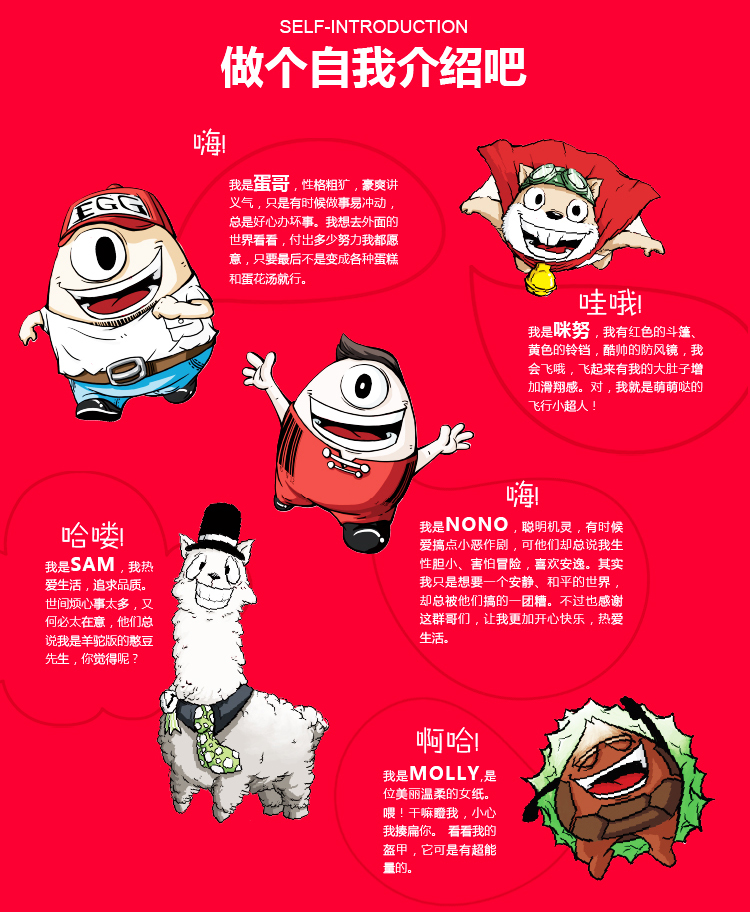 SELF-INTRODUCTION
做个自我介绍吧
嗨!
我是蛋哥，性格粗犷，豪爽讲
义气，只是有时候做事易冲动，
总是好心办坏事。我想去外面的
世界看看，付出多少努力我都愿
意，只要最后不是变成各种蛋糕
和蛋花汤就行。
EGG
哇哦!
我是咪努，我有红色的斗篷、
黄色的铃铛，酷帅的防风镜，我
会飞哦，飞起来有我的大肚子增
加滑翔感。对，我就是萌萌哒的
飞行小超人！
嗨!
我是NONO，聪明机灵，有时候
爱搞点小恶作剧，可他们却总说我生
性胆小、害怕冒险，喜欢安逸。其实
我只是想要一个安静、和平的世界，
却总被他们搞的一团糟。不过也感谢
这群哥们，让我更加开心快乐，热爱
生活。
哈喽!
我是SAM，我热
爱生活，追求品质。
世间烦心事太多，又
何必太在意，他们总
说我是羊驼版的憨豆
先生，你觉得呢？
啊哈!
我是MOLLY,是
位美丽温柔的女纸。
喂！干嘛瞪我，小心
我揍扁你。 看看我的
盔甲，它可是有超能
量的。